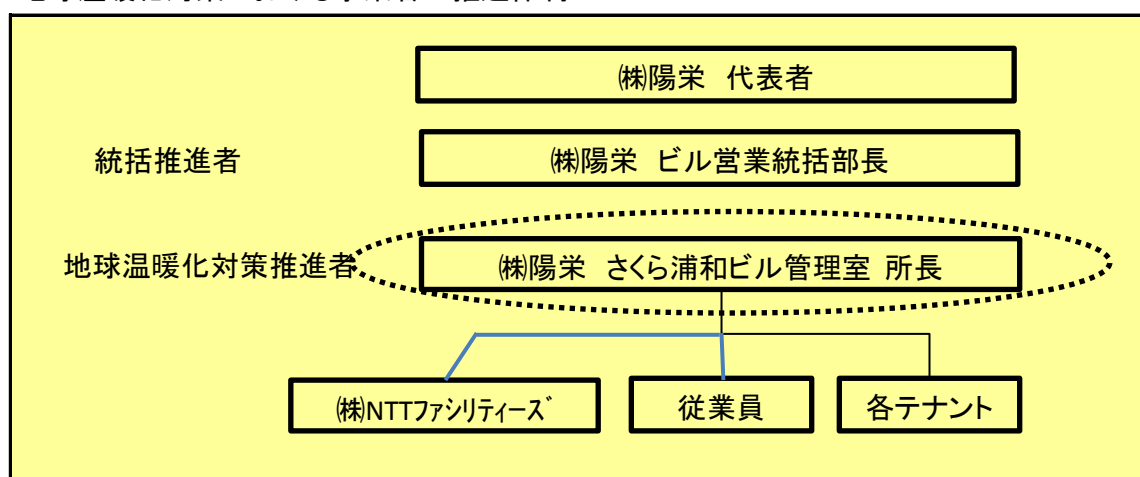 ㈱陽栄 代表者
統括推進者
㈱陽栄 ビル営業統括部長
地球温暖化対策推進者
㈱陽栄 さくら浦和ビル管理室 所長
㈱NTTファシリティーズ
従業員
各テナント